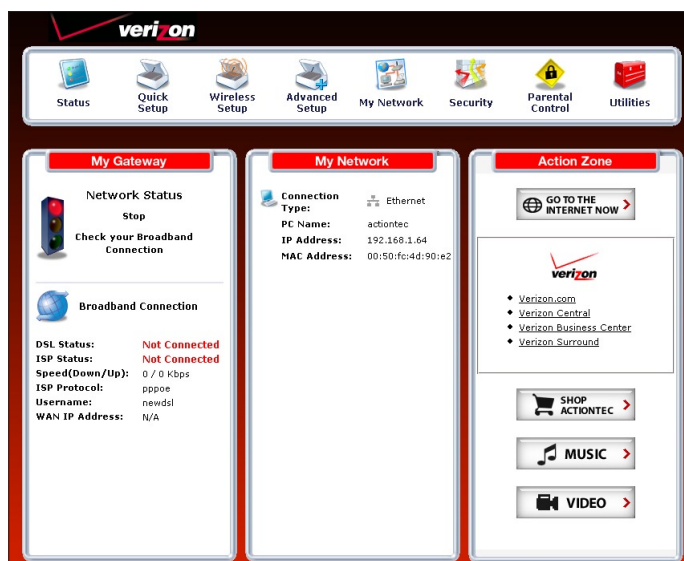 verizon
Status
Quick Setup
Wireless Setup
Advanced Setup
My Network
Security
Parental Control
Utilities
My Gateway
Network Status
Stop
Check your Broadband
Connection
Broadband Connection
DSL Status: Not Connected
ISP Status: Not Connected
Speed(Down/Up): 0 / 0 Kbps
ISP Protocol: pppoe
Username: newdsl
WAN IP Address: N/A
My Network
Connection Type: Ethernet
PC Name: actiontec
IP Address: 192.168.1.64
MAC Address: 00:50:fc:4d:90:e2
Action Zone
GO TO THE
INTERNET NOW
verizon
Verizon.com
Verizon Central
Verizon Business Center
Verizon Surround
SHOP
ACTIONTEC
MUSIC
VIDEO